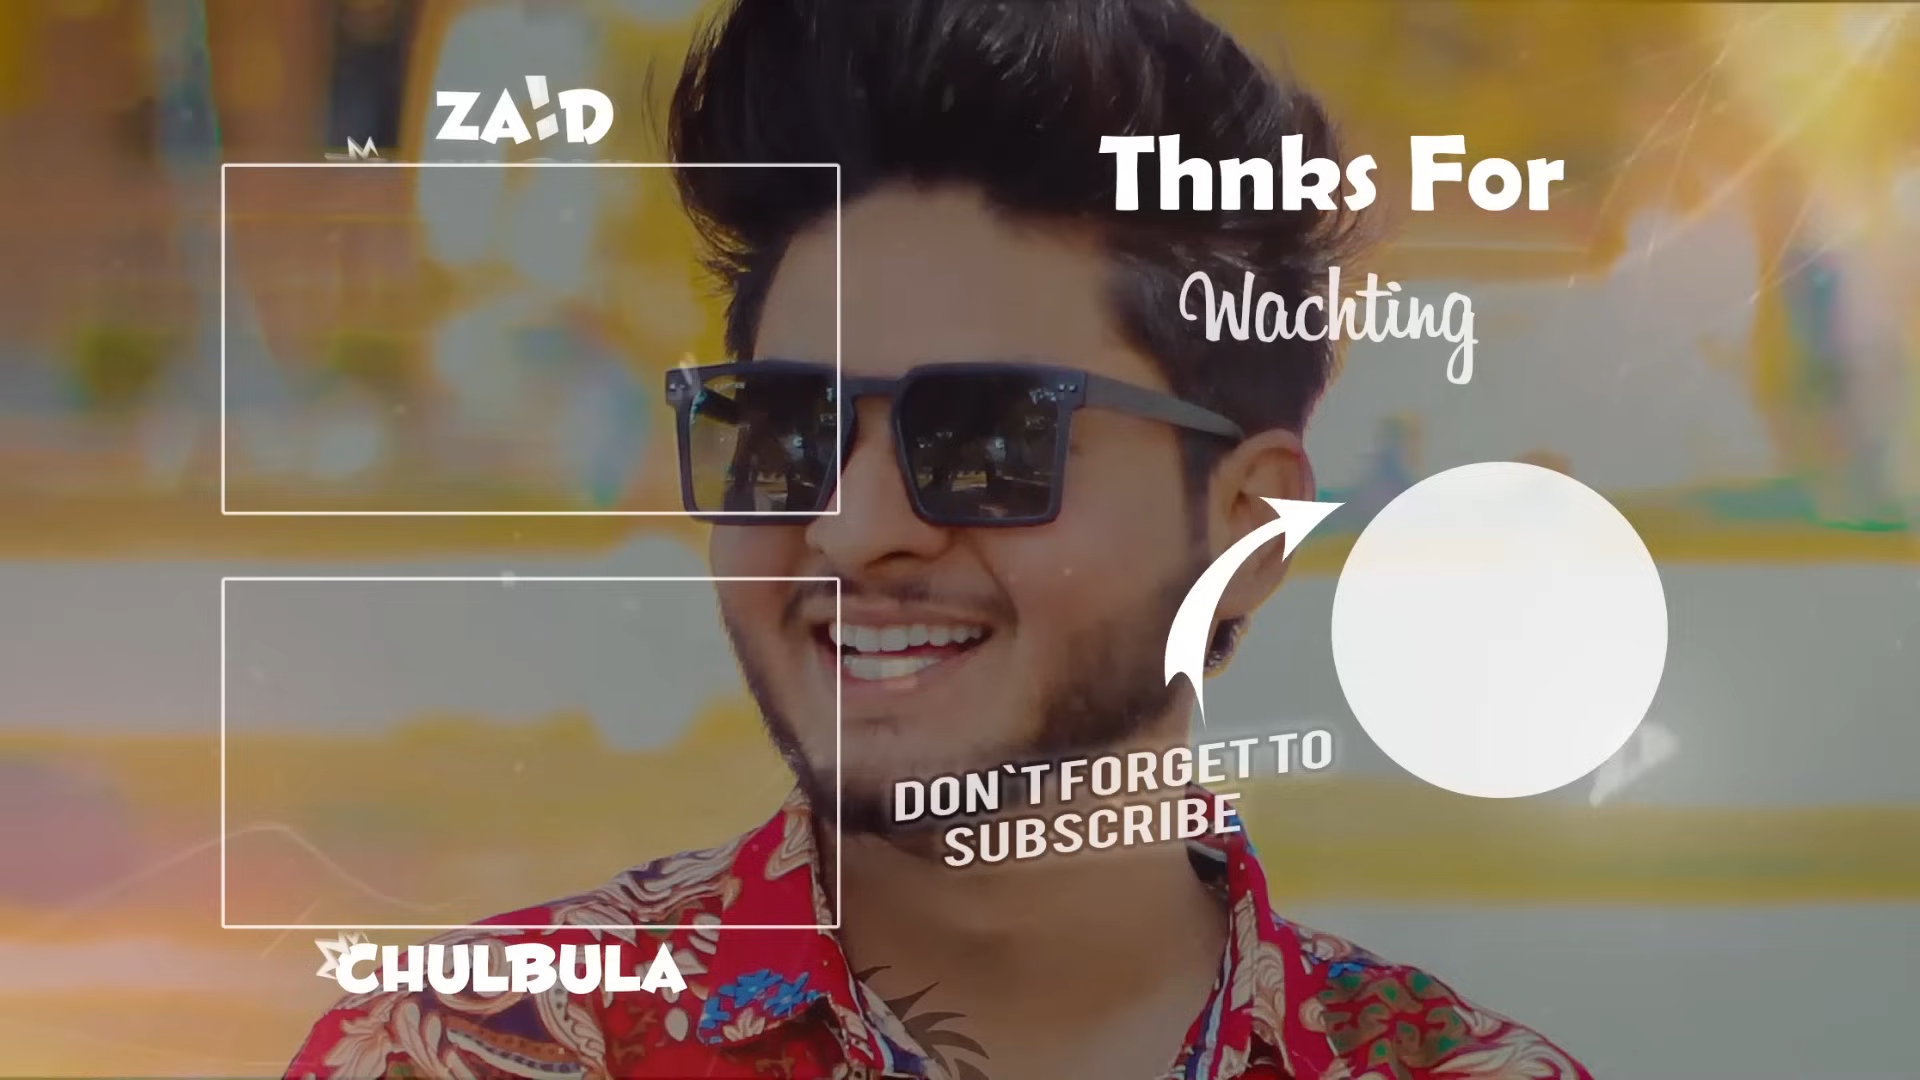 ZA!D
Thnks For
Wachting
DON`T FORGET TO
SUBSCRIBE
CHULBULA